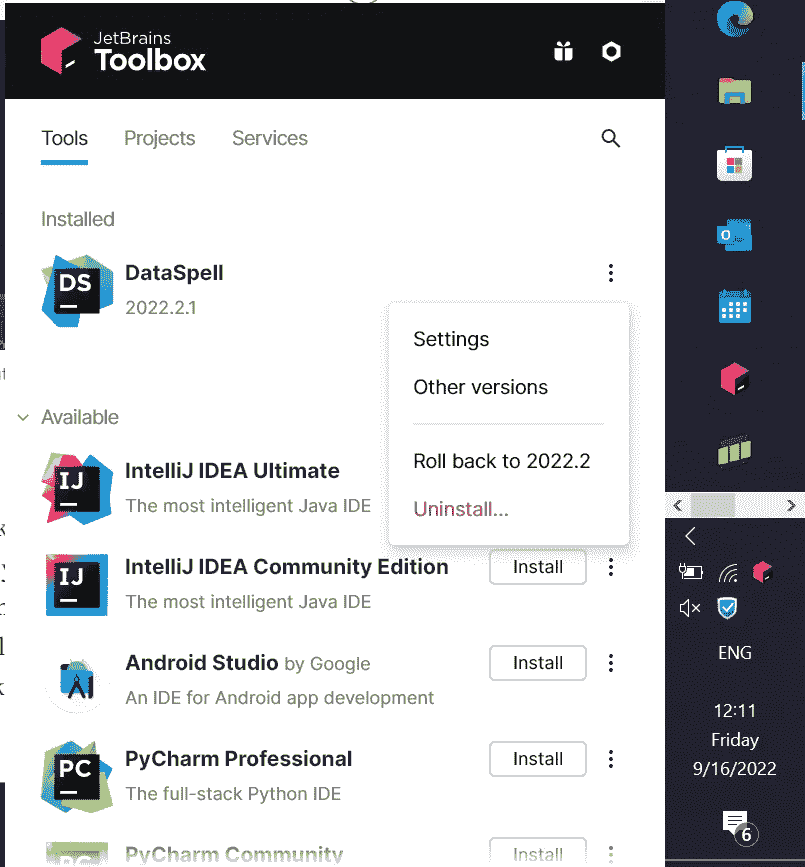 JetBrains
Toolbox
Tools Projects Services
Installed
DS
DataSpell
2022.2.1
Settings
Other versions
Roll back to 2022.2
Uninstall...
Available
IJ
IntelliJ IDEA Ultimate
The most intelligent Java IDE
IJ
IntelliJ IDEA Community Edition
Install
The most intelligent Java IDE
Android Studio by Google
Install
An IDE for Android app development
PC
PyCharm Professional
Install
The full-stack Python IDE
PyCharm Community
Install
ENG
12:11
Friday
9/16/2022
6